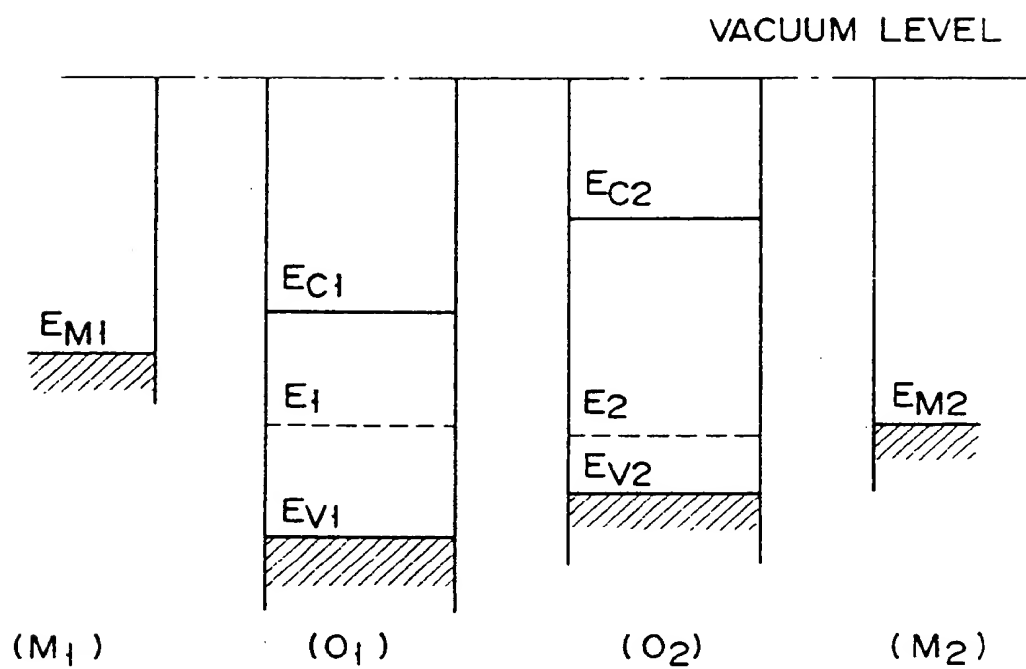 VACUUM LEVEL
EC2
EC1
EM1
E1
E2
EM2
EV2
EV1
(M1) (O1) (O2) (M2)